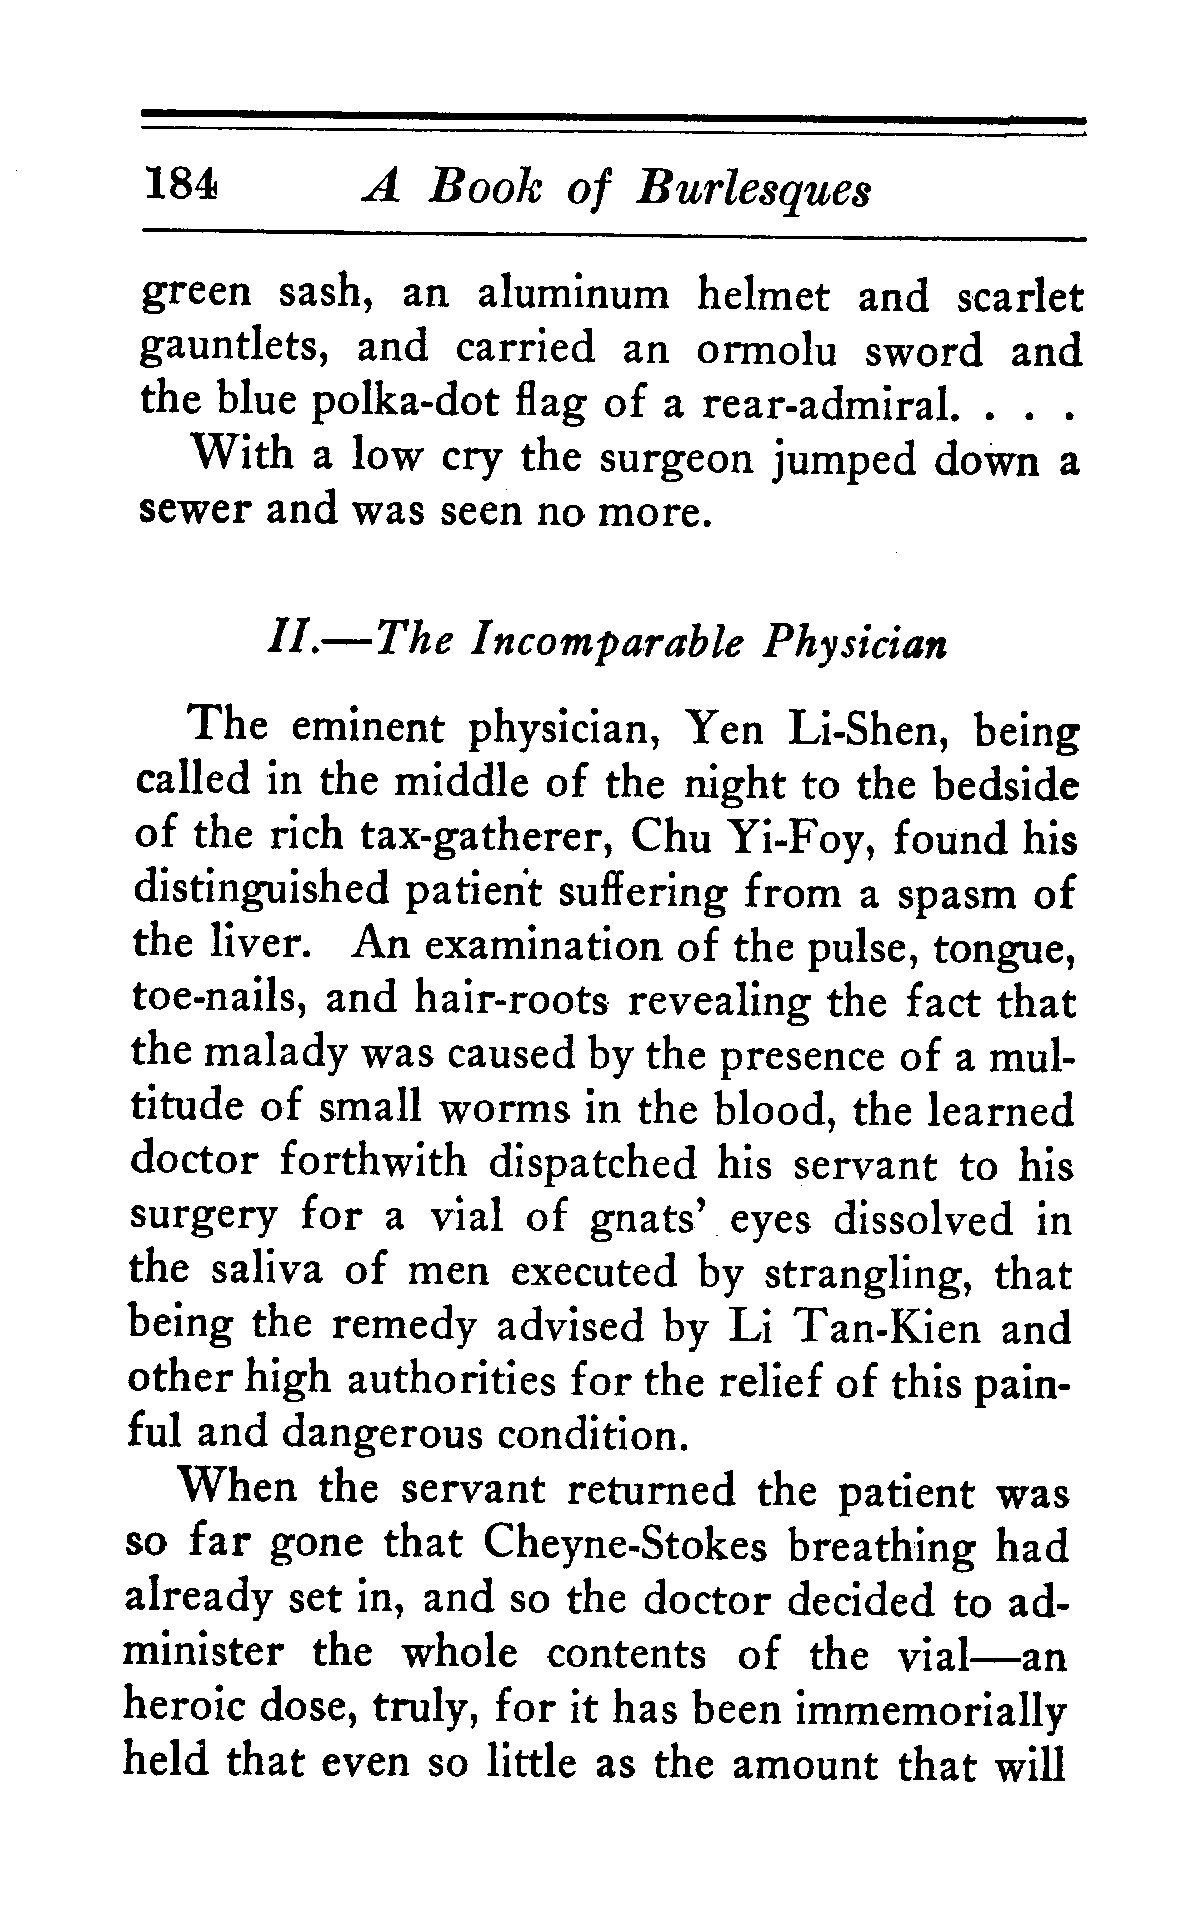 184 A Book of Burlesques
green sash, an aluminum helmet and scarlet
gauntlets, and carried an ormolu sword and
the blue polka-dot flag of a rear-admiral. . . .
With a low cry the surgeon jumped down a
sewer and was seen no more.
II.—The Incomparable Physician
The eminent physician, Yen Li-Shen, being
called in the middle of the night to the bedside
of the rich tax-gatherer, Chu Yi-Foy, found his
distinguished patient suffering from a spasm of
the liver. An examination of the pulse, tongue,
toe-nails, and hair-roots revealing the fact that
the malady was caused by the presence of a mul-
titude of small worms in the blood, the learned
doctor forthwith dispatched his servant to his
surgery for a vial of gnats' eyes dissolved in
the saliva of men executed by strangling, that
being the remedy advised by Li Tan-Kien and
other high authorities for the relief of this pain-
ful and dangerous condition.
When the servant returned the patient was
so far gone that Cheyne-Stokes breathing had
already set in, and so the doctor decided to ad-
minister the whole contents of the vial—an
heroic dose, truly, for it has been immemorially
held that even so little as the amount that will